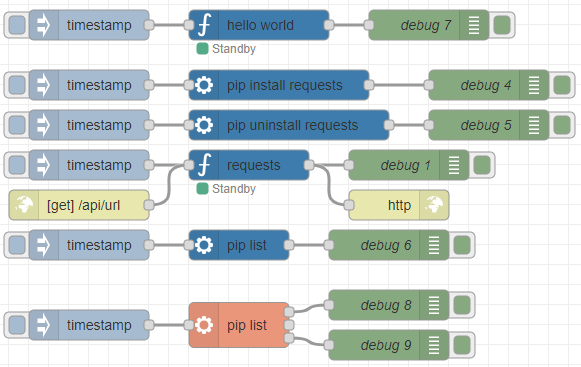 timestamp hello world debug 7
Standby
timestamp pip install requests debug 4
timestamp pip uninstall requests debug 5
timestamp requests debug 1
Standby
[get] /api/url http
timestamp pip list debug 6
debug 8
timestamp pip list
debug 9